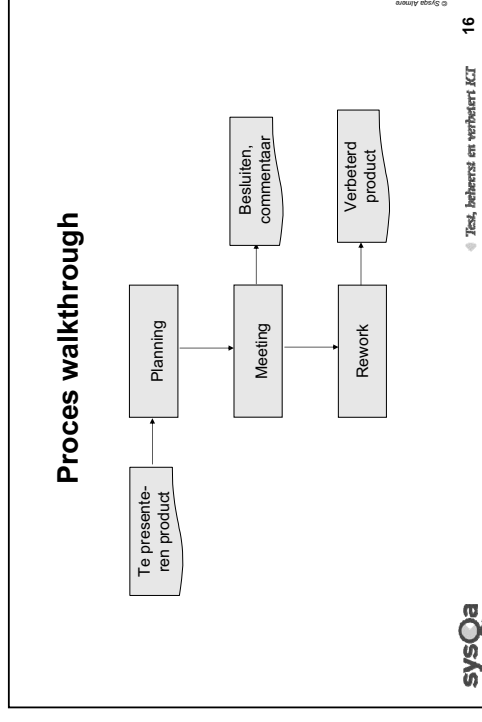 Proces walkthrough
Te presente-
ren product
Planning
Meeting
Besluiten,
commentaar
Rework
Verbeterd
product
sysQa
Test, beheerst en verbetert ICT
16
© Sysqa Almere